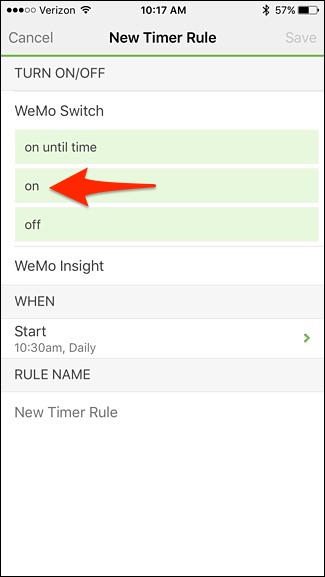 Verizon 10:17 AM 57%
Cancel New Timer Rule Save
TURN ON/OFF
WeMo Switch
on until time
on
off
WeMo Insight
WHEN
Start
10:30am, Daily
RULE NAME
New Timer Rule